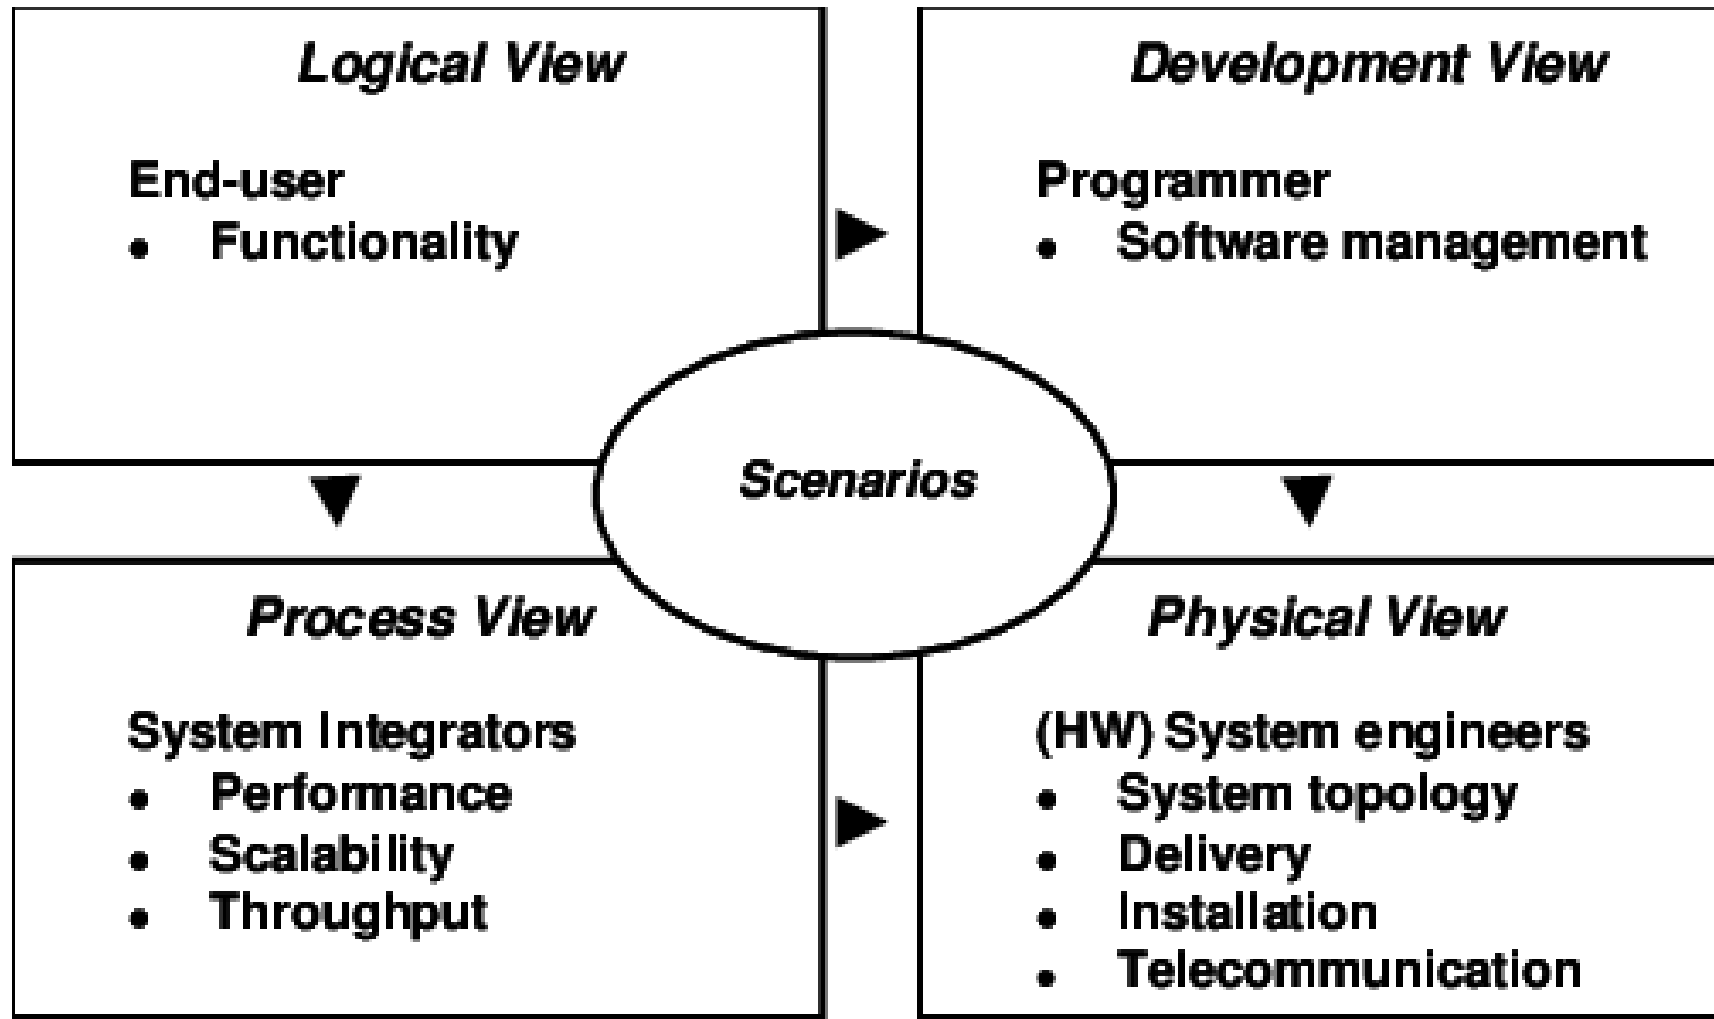 Logical View
End-user
• Functionality
Development View
Programmer
• Software management
Scenarios
Process View
System Integrators
• Performance
• Scalability
• Throughput
Physical View
(HW) System engineers
• System topology
• Delivery
• Installation
• Telecommunication